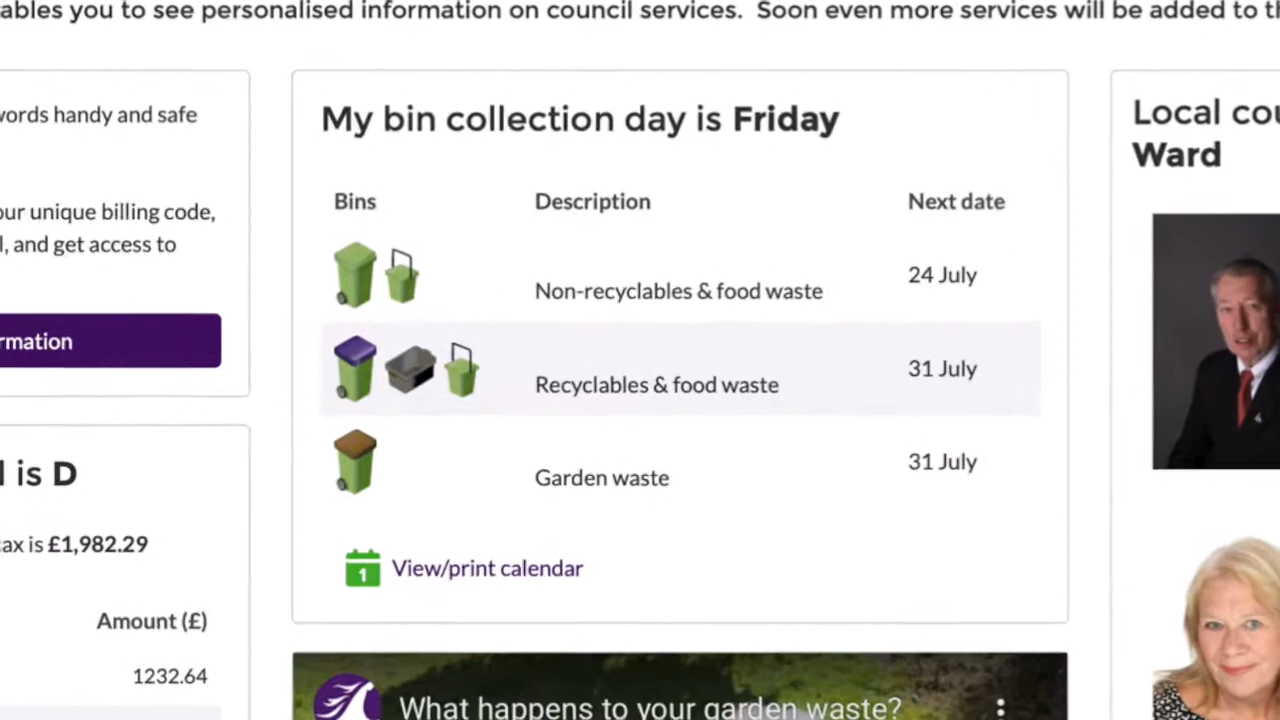 ables you to see personalised information on council services. Soon even more services will be added to th
words handy and safe
our unique billing code,
l, and get access to
rmation
l is D
tax is £1,982.29
Amount (£)
1232.64
My bin collection day is Friday
Bins Description Next date
Non-recyclables & food waste 24 July
Recyclables & food waste 31 July
Garden waste 31 July
1 View/print calendar
What happens to your garden waste?
Local cou
Ward